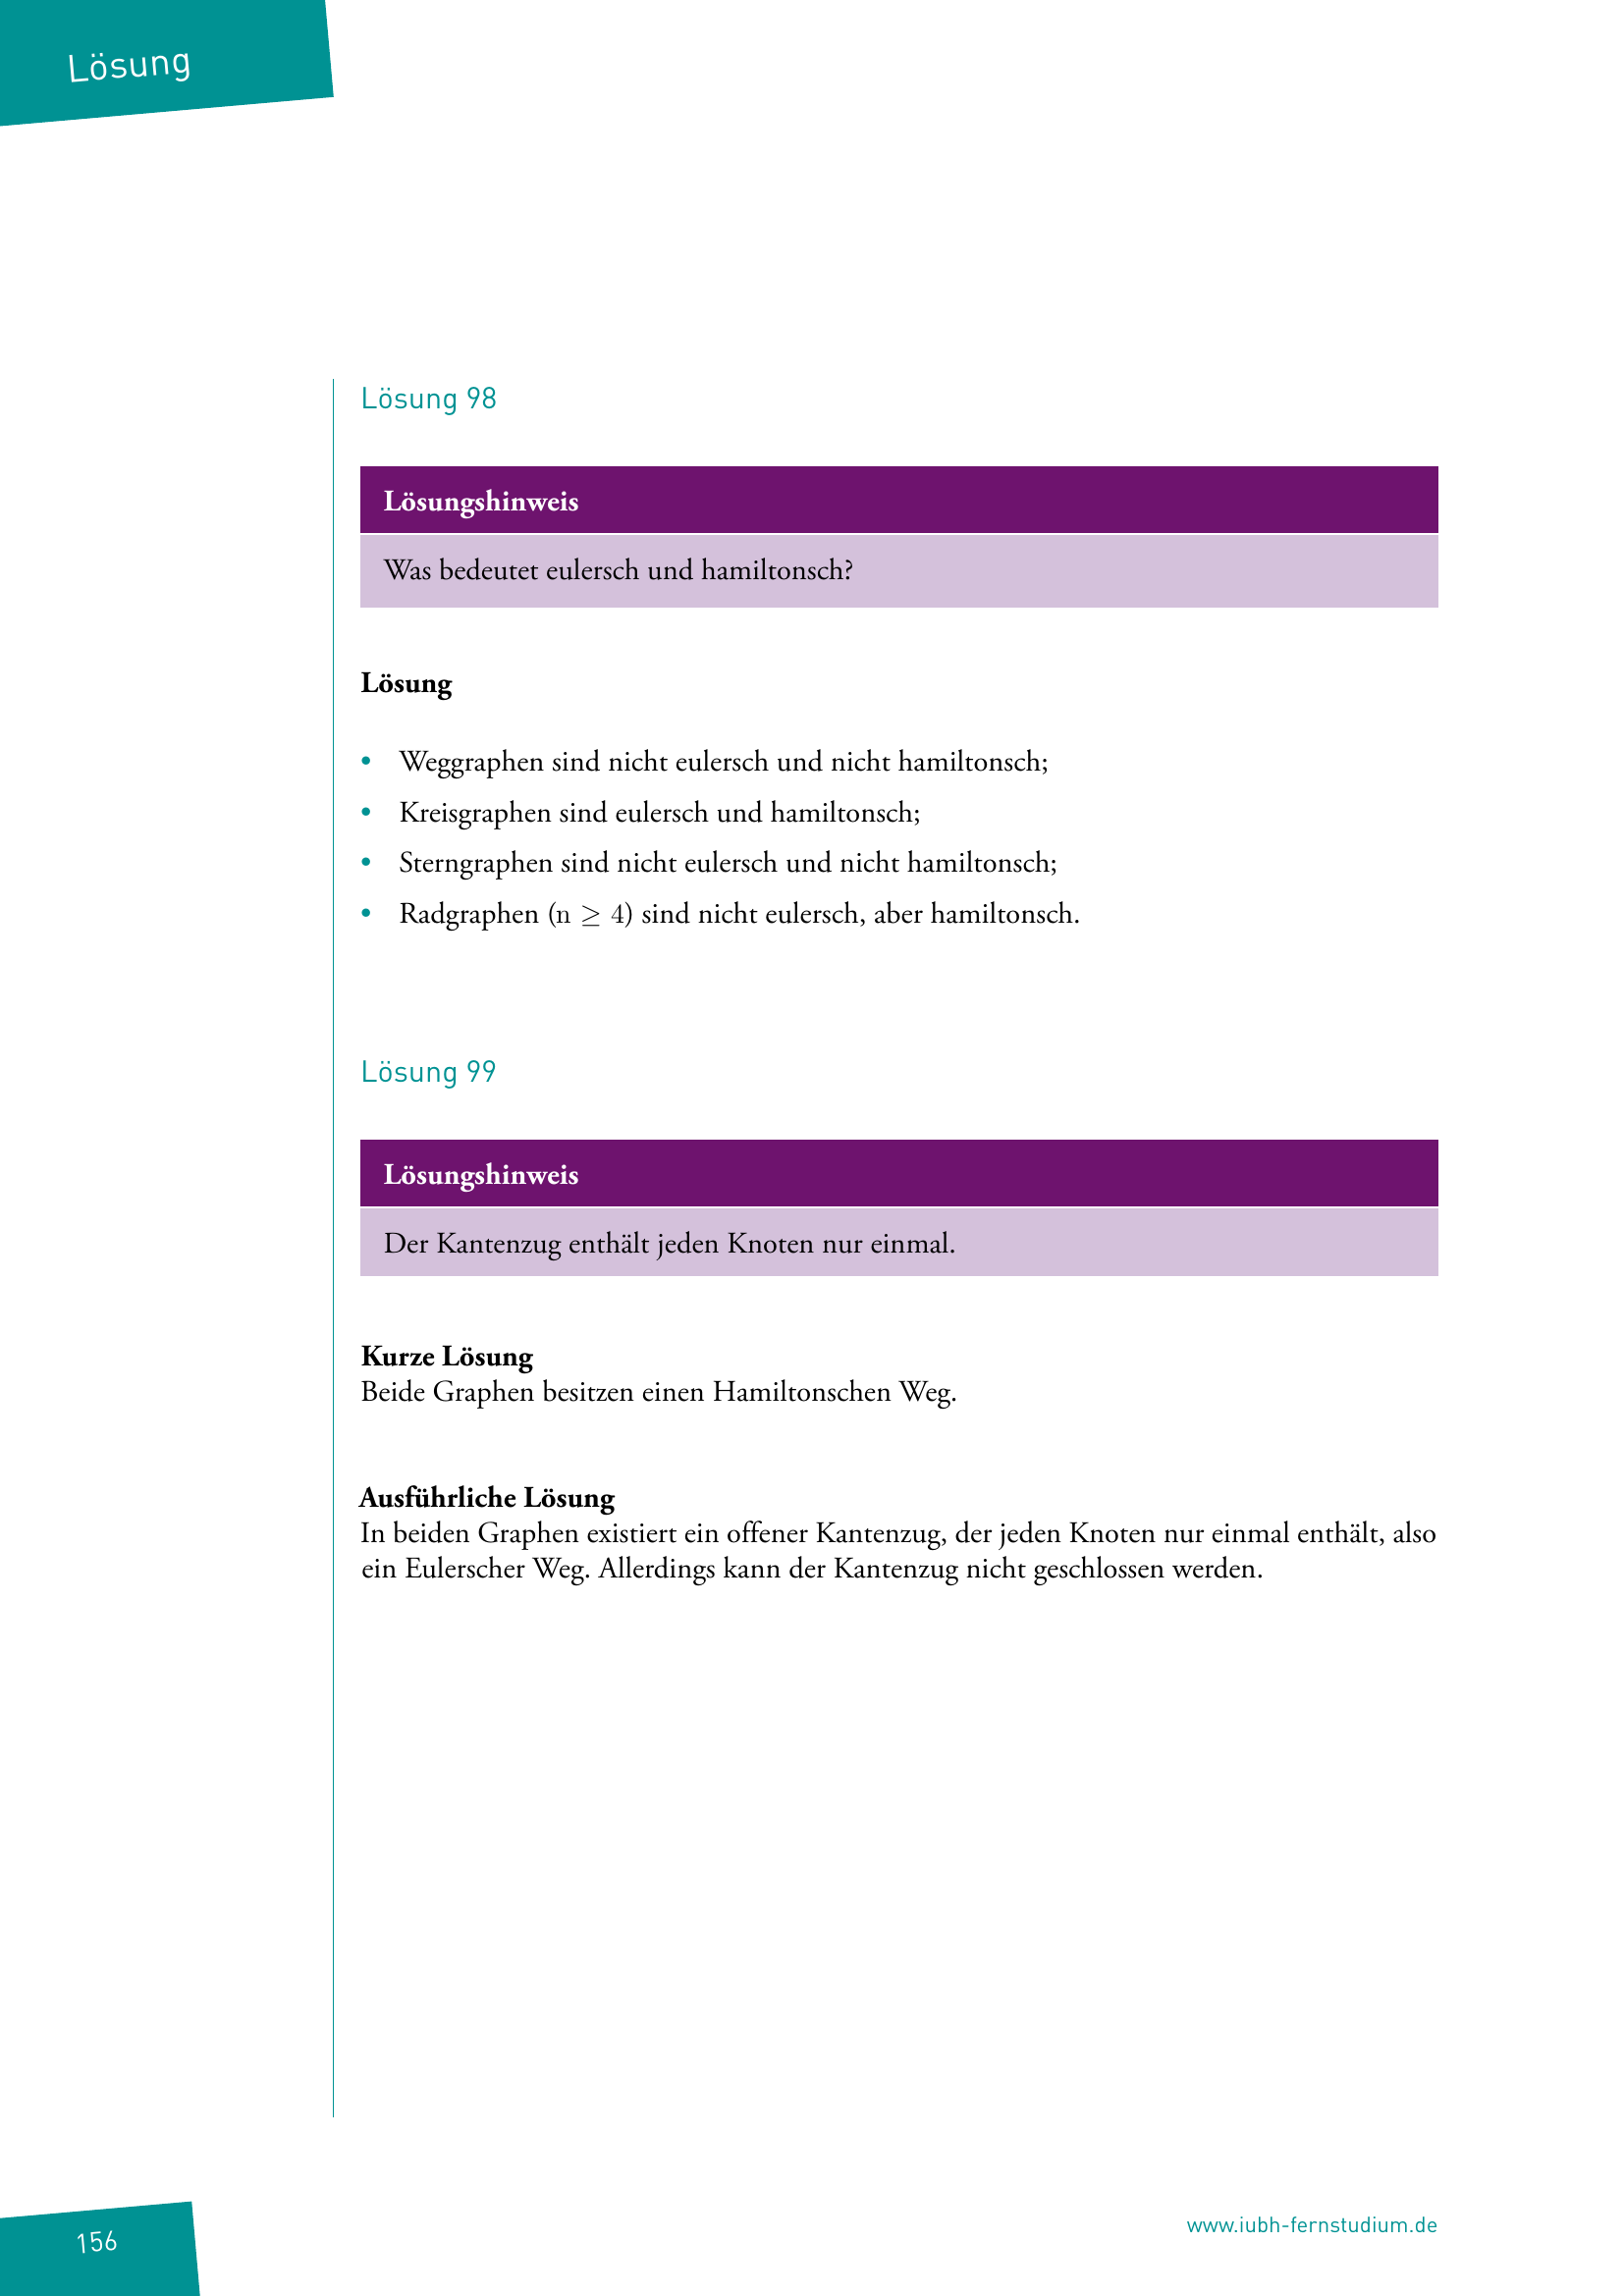 Lösung
Lösung 98
Lösungshinweis
Was bedeutet eulersch und hamiltonsch?
Lösung
• Weggraphen sind nicht eulersch und nicht hamiltonsch;
• Kreisgraphen sind eulersch und hamiltonsch;
• Sterngraphen sind nicht eulersch und nicht hamiltonsch;
• Radgraphen (n ≥ 4) sind nicht eulersch, aber hamiltonsch.
Lösung 99
Lösungshinweis
Der Kantenzug enthält jeden Knoten nur einmal.
Kurze Lösung
Beide Graphen besitzen einen Hamiltonschen Weg.
Ausführliche Lösung
In beiden Graphen existiert ein offener Kantenzug, der jeden Knoten nur einmal enthält, also
ein Eulerscher Weg. Allerdings kann der Kantenzug nicht geschlossen werden.
156
www.iubh-fernstudium.de